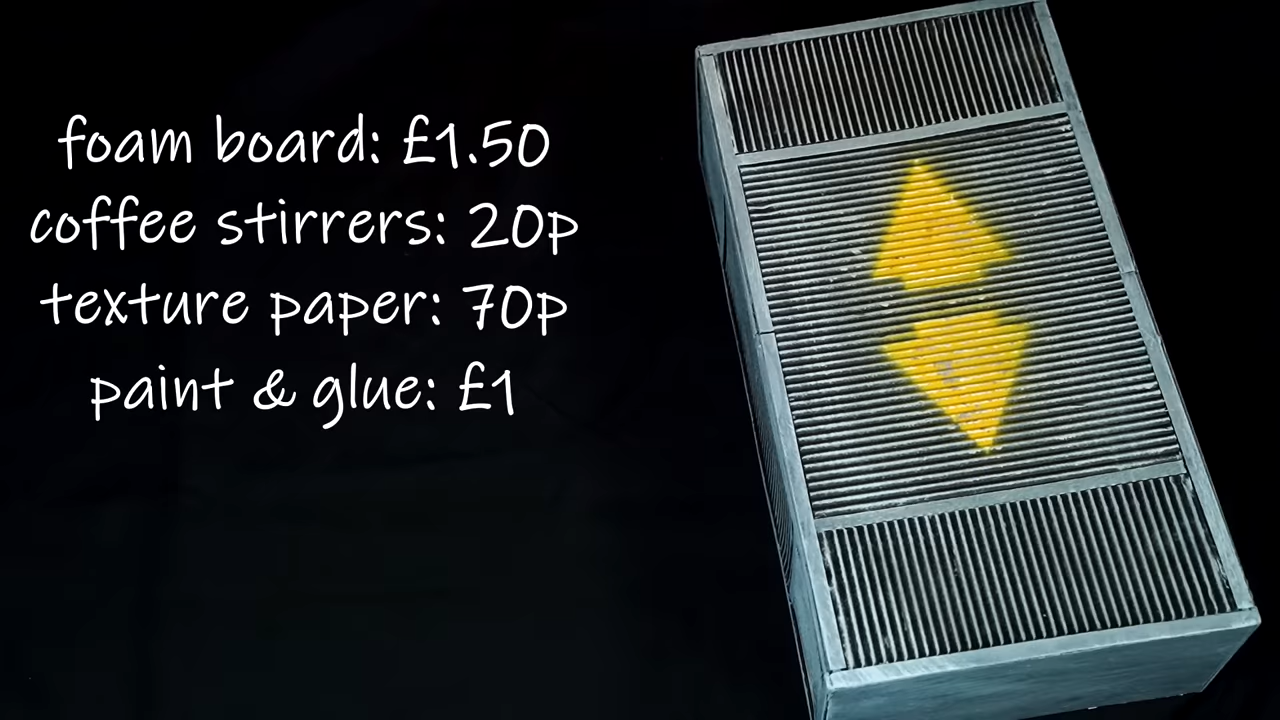 foam board: £1.50
coffee stirrers: 20p
texture paper: 70p
paint & glue: £1